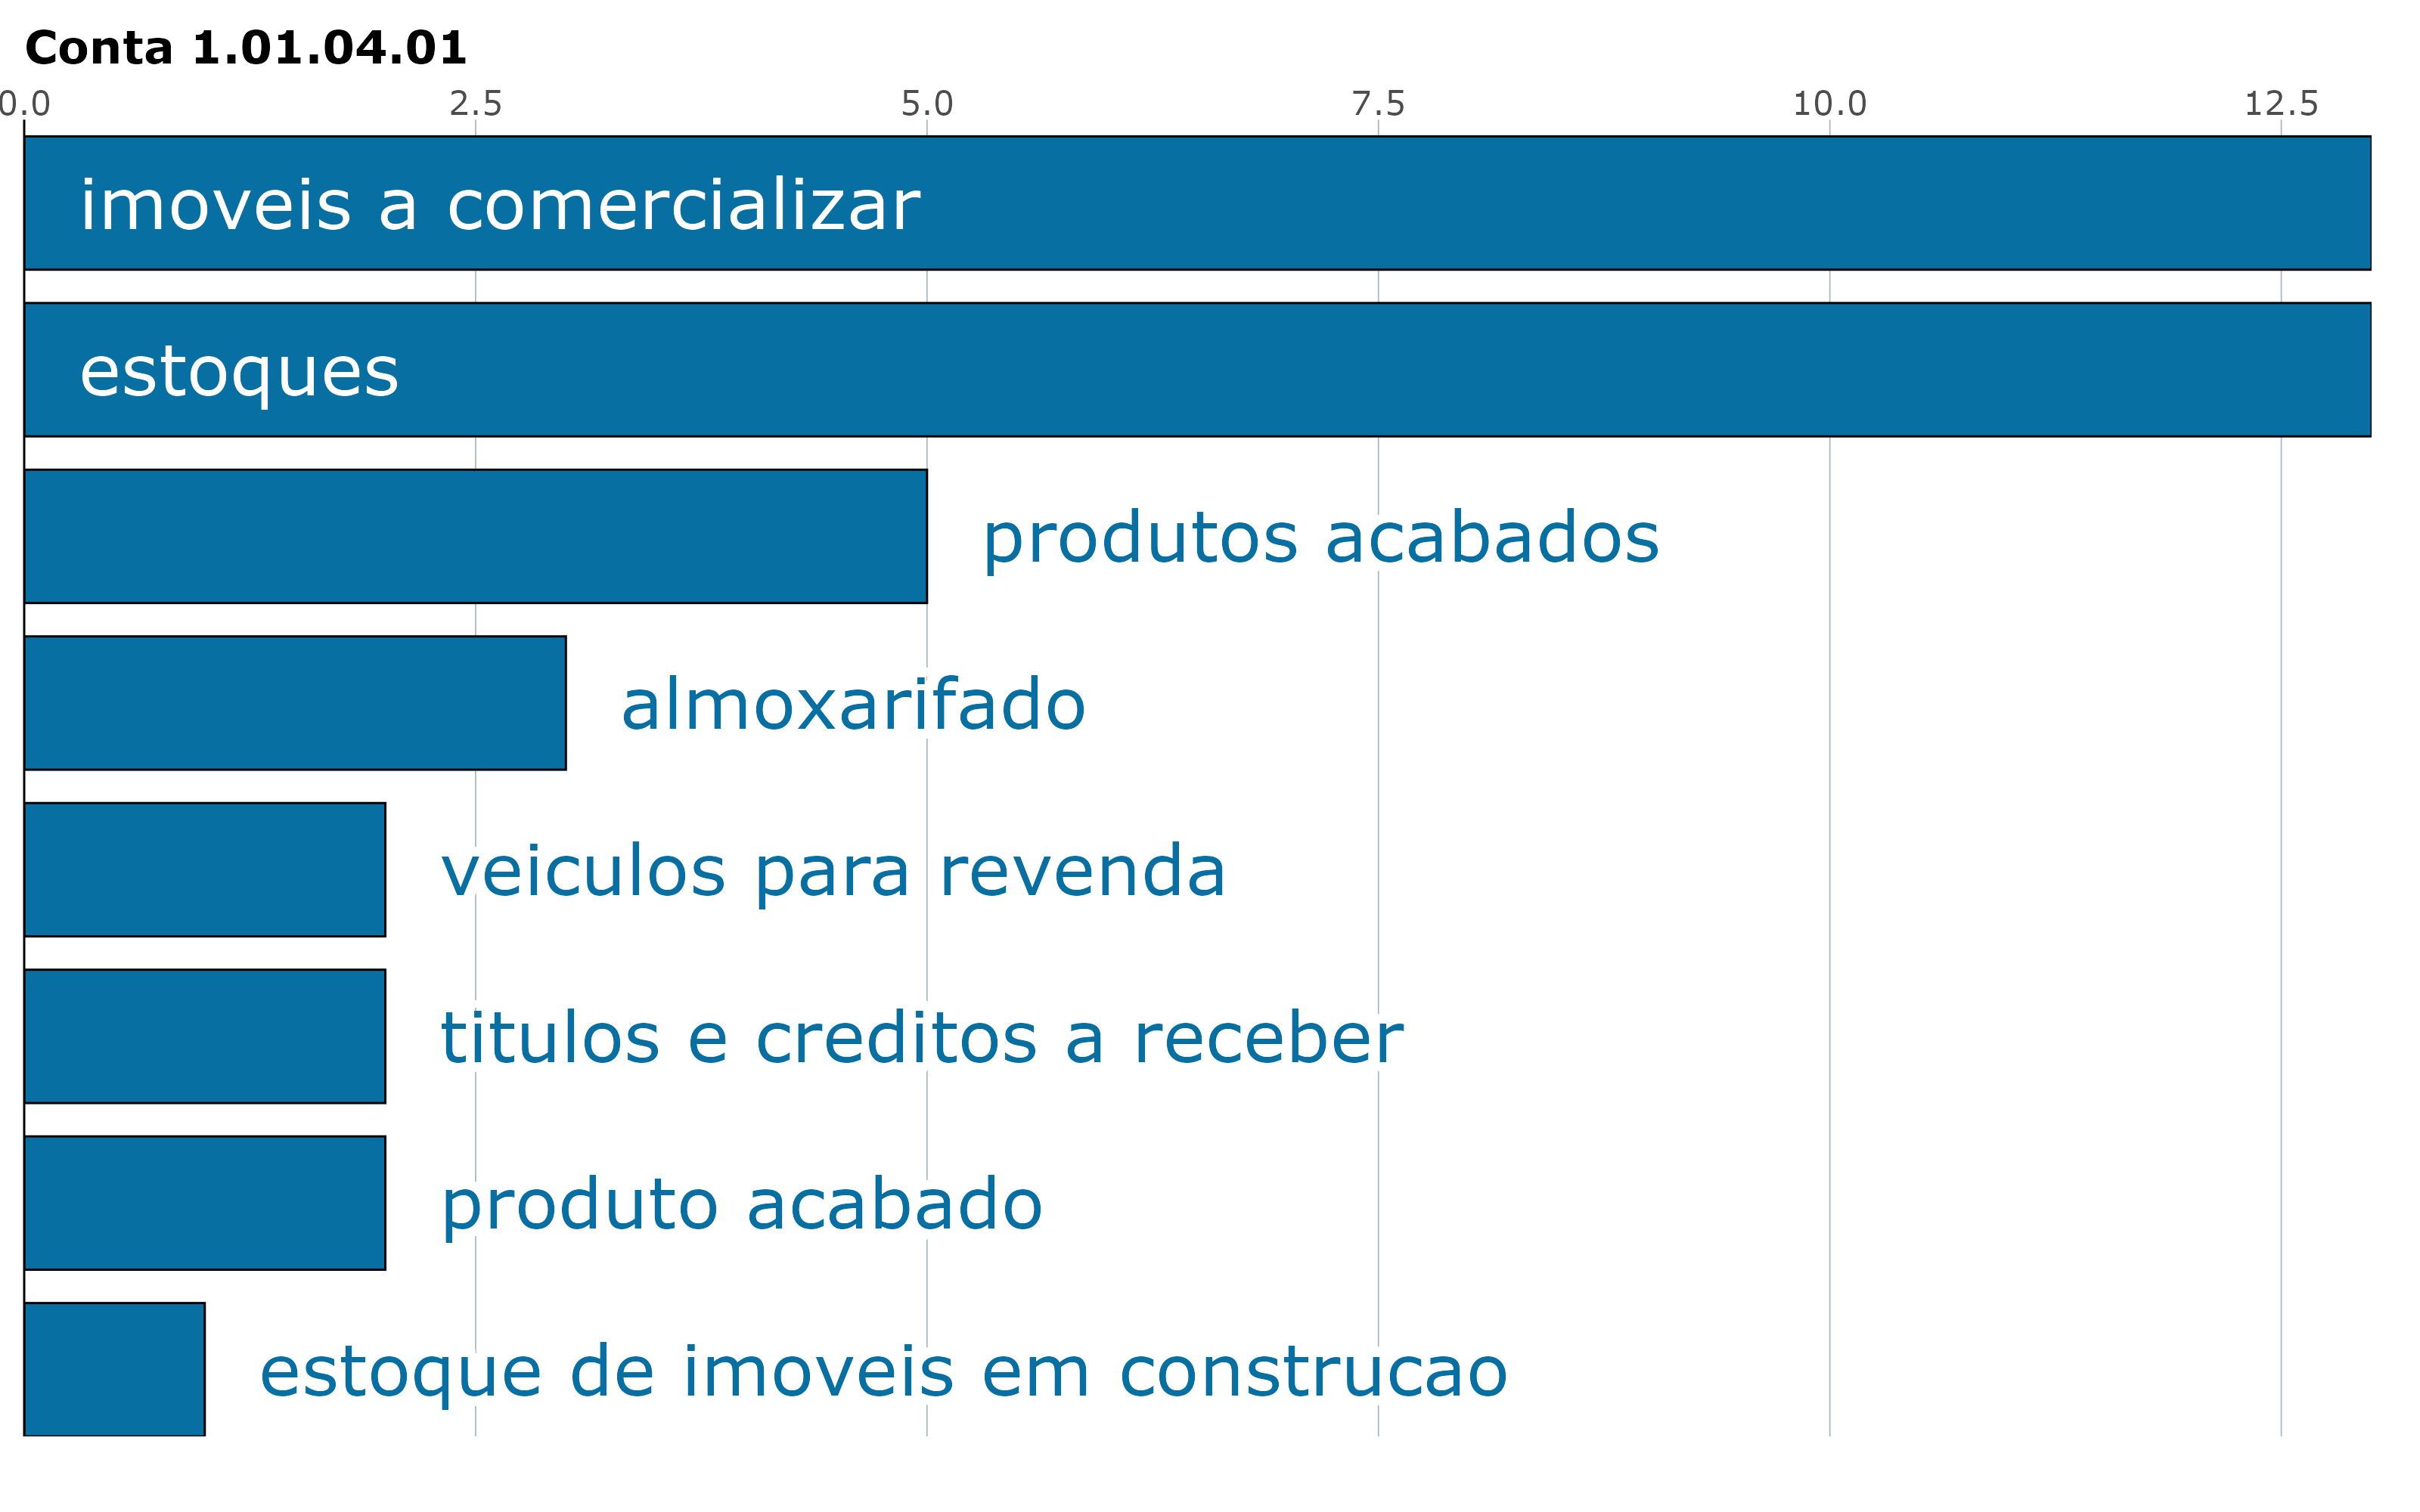 Conta 1.01.04.01
0.0 2.5 5.0 7.5 10.0 12.5
imoveis a comercializar
estoques
produtos acabados
almoxarifado
veiculos para revenda
titulos e creditos a receber
produto acabado
estoque de imoveis em construcao